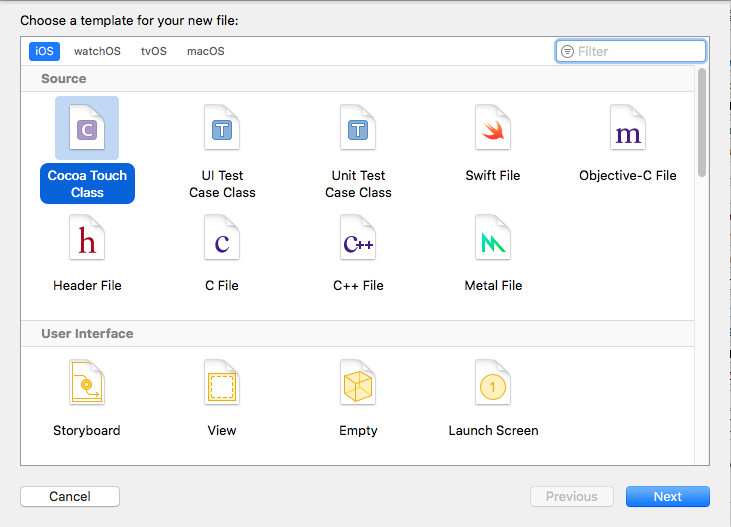 Choose a template for your new file:
iOS watchOS tvOS macOS Filter
Source
C T T m
Cocoa Touch Class UI Test Case Class Unit Test Case Class Swift File Objective-C File
h c C++
Header File C File C++ File Metal File
User Interface
1
Storyboard View Empty Launch Screen
Cancel Previous Next